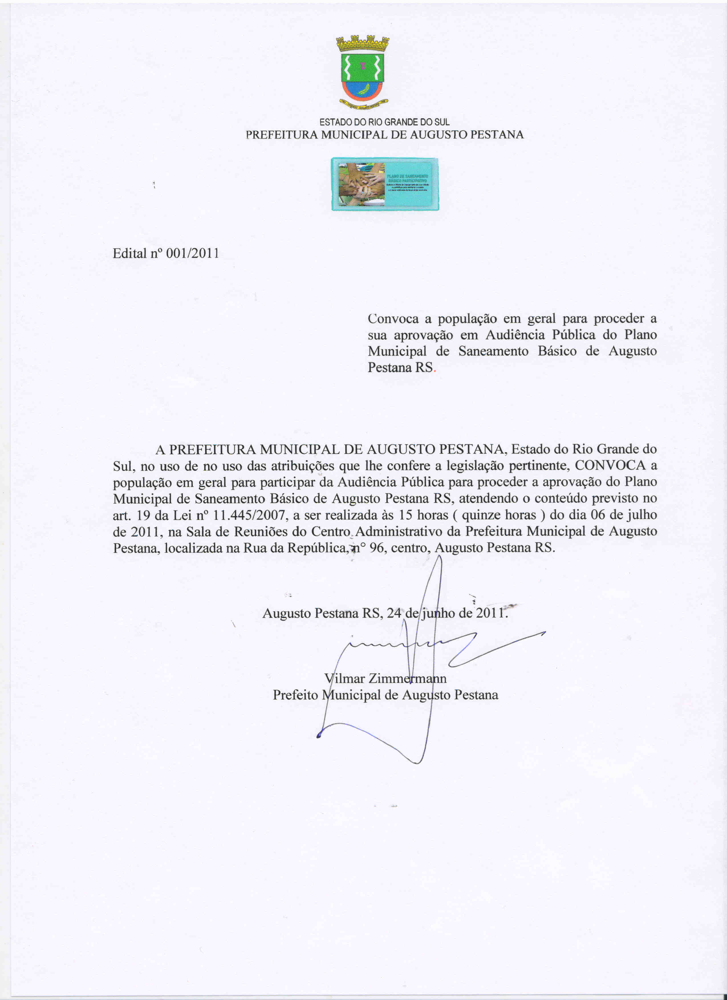 ESTADO DO RIO GRANDE DO SUL
PREFEITURA MUNICIPAL DE AUGUSTO PESTANA
PLANO DE SANEAMENTO
BÁSICO PARTICIPATIVO
Edital nº 001/2011
Convoca a população em geral para proceder a
sua aprovação em Audiência Pública do Plano
Municipal de Saneamento Básico de Augusto
Pestana RS.
A PREFEITURA MUNICIPAL DE AUGUSTO PESTANA, Estado do Rio Grande do
Sul, no uso de no uso das atribuições que lhe confere a legislação pertinente, CONVOCA a
população em geral para participar da Audiência Pública para proceder a aprovação do Plano
Municipal de Saneamento Básico de Augusto Pestana RS, atendendo o conteúdo previsto no
art. 19 da Lei nº 11.445/2007, a ser realizada às 15 horas ( quinze horas ) do dia 06 de julho
de 2011, na Sala de Reuniões do Centro Administrativo da Prefeitura Municipal de Augusto
Pestana, localizada na Rua da República, n° 96, centro, Augusto Pestana RS.
Augusto Pestana RS, 24 de junho de 2011.
Vilmar Zimmermann
Prefeito Municipal de Augusto Pestana